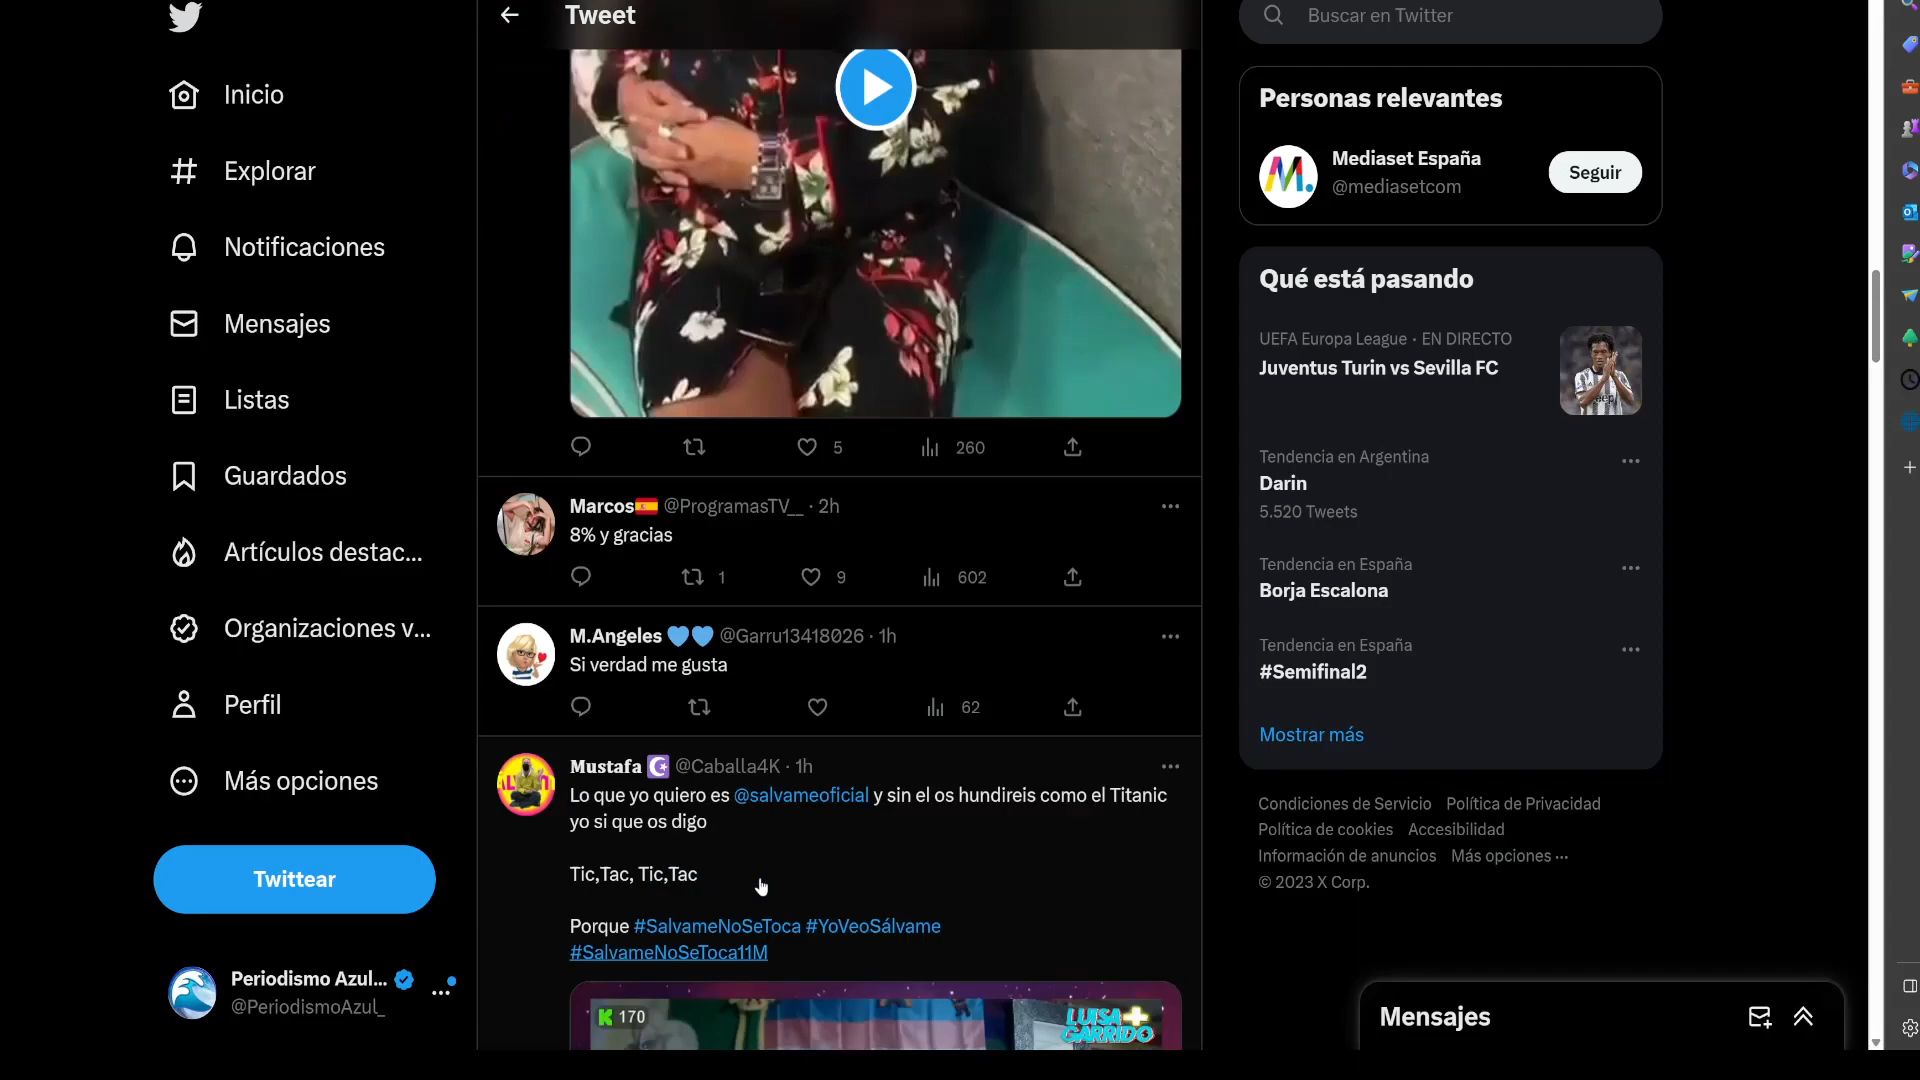 Inicio
Explorar
Notificaciones
Mensajes
Listas
Guardados
Artículos destac...
Organizaciones v...
Perfil
Más opciones
Twittear
Periodismo Azul...
@PeriodismoAzul_
Tweet
5
260
Marcos @ProgramasTV__ · 2h
8% y gracias
1
9
602
M.Angeles @Garru13418026 · 1h
Si verdad me gusta
62
Mustafa @Caballa4K · 1h
Lo que yo quiero es @salvameoficial y sin el os hundireis como el Titanic
yo si que os digo
Tic,Tac, Tic,Tac
Porque #SalvameNoSeToca #YoVeoSálvame
#SalvameNoSeToca11M
K 170
LUISA
GARRIDO
Buscar en Twitter
Personas relevantes
M.
Mediaset España
@mediasetcom
Seguir
Qué está pasando
UEFA Europa League · EN DIRECTO
Juventus Turin vs Sevilla FC
Jeep
Tendencia en Argentina
Darin
5.520 Tweets
Tendencia en España
Borja Escalona
Tendencia en España
#Semifinal2
Mostrar más
Condiciones de Servicio Política de Privacidad
Política de cookies Accesibilidad
Información de anuncios Más opciones ···
© 2023 X Corp.
Mensajes